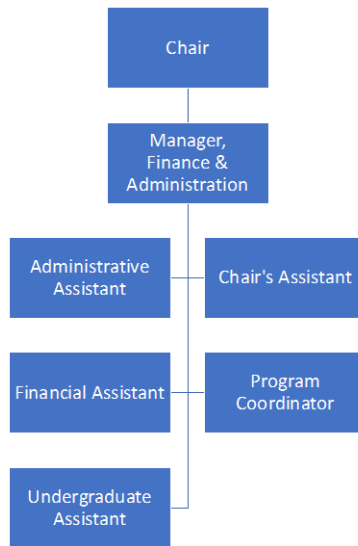 Chair
Manager,
Finance &
Administration
Administrative
Assistant
Chair's Assistant
Financial Assistant
Program
Coordinator
Undergraduate
Assistant